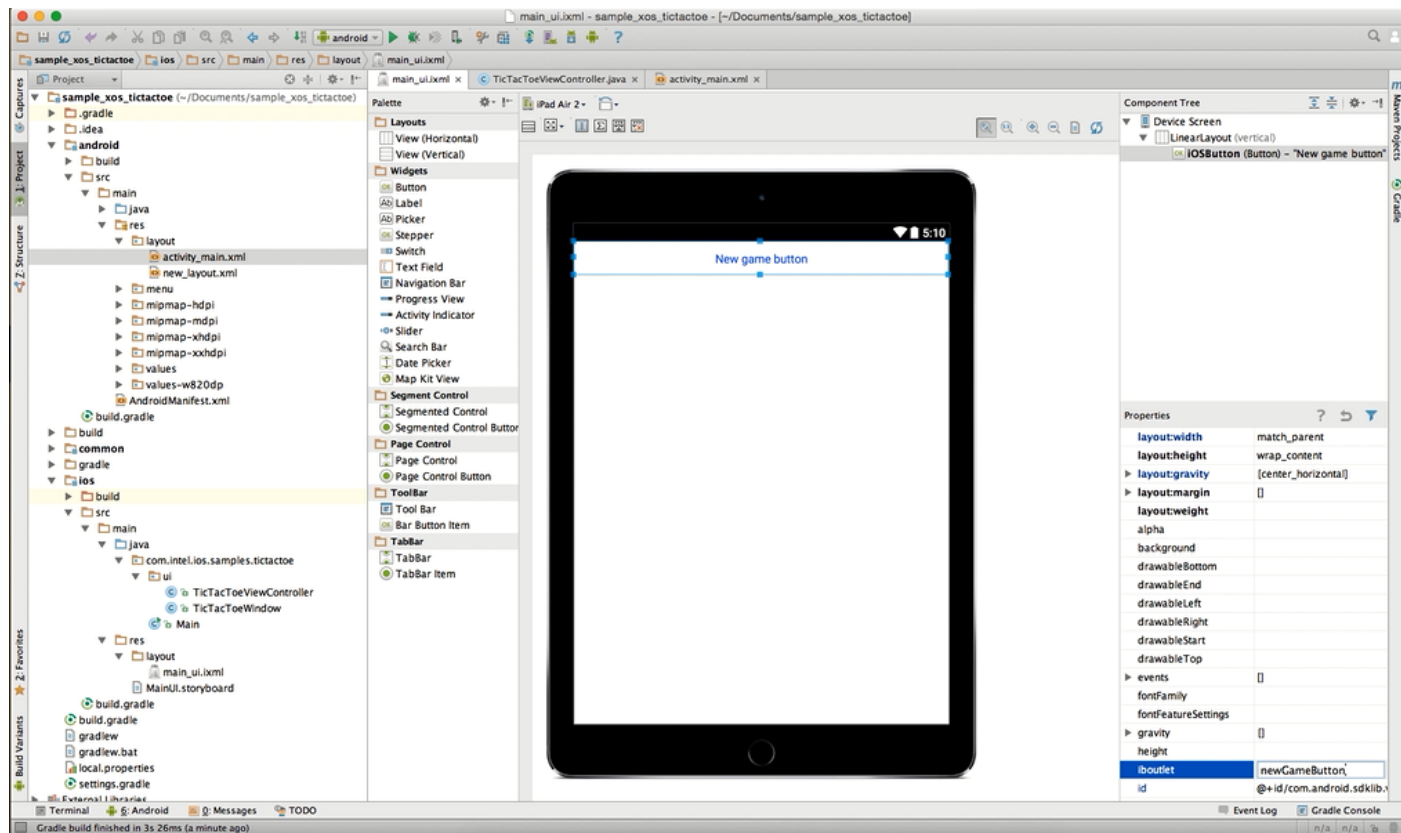 main_ui.ixml - sample_xos_tictactoe - [~/Documents/sample_xos_tictactoe]
android
sample_xos_tictactoe ios src main res layout main_ui.ixml
Captures
1: Project
Z: Structure
2: Favorites
Build Variants
Project
sample_xos_tictactoe (~/Documents/sample_xos_tictactoe)
.gradle
.idea
android
build
src
main
java
res
layout
activity_main.xml
new_layout.xml
menu
mipmap-hdpi
mipmap-mdpi
mipmap-xhdpi
mipmap-xxhdpi
values
values-w820dp
AndroidManifest.xml
build.gradle
build
common
gradle
ios
build
src
main
java
com.intel.ios.samples.tictactoe
ui
TicTacToeViewController
TicTacToeWindow
Main
res
layout
main_ui.ixml
MainUI.storyboard
build.gradle
build.gradle
gradlew
gradlew.bat
local.properties
settings.gradle
External Libraries
main_ui.ixml TicTacToeViewController.java activity_main.xml
Palette
Layouts
View (Horizontal)
View (Vertical)
Widgets
Button
Label
Picker
Stepper
Switch
Text Field
Navigation Bar
Progress View
Activity Indicator
Slider
Search Bar
Date Picker
Map Kit View
Segment Control
Segmented Control
Segmented Control Button
Page Control
Page Control
Page Control Button
ToolBar
Tool Bar
Bar Button Item
TabBar
TabBar
TabBar Item
iPad Air 2
5:10
New game button
Component Tree
Device Screen
LinearLayout (vertical)
iOSButton (Button) - "New game button"
Properties
layout:width match_parent
layout:height wrap_content
layout:gravity [center_horizontal]
layout:margin []
layout:weight
alpha
background
drawableBottom
drawableEnd
drawableLeft
drawableRight
drawableStart
drawableTop
events []
fontFamily
fontFeatureSettings
gravity []
height
iboutlet newGameButton
id @+id/com.android.sdklib.
Maven Projects
Gradle
Terminal 6: Android 0: Messages TODO
Event Log Gradle Console
Gradle build finished in 3s 26ms (a minute ago)
n/a n/a